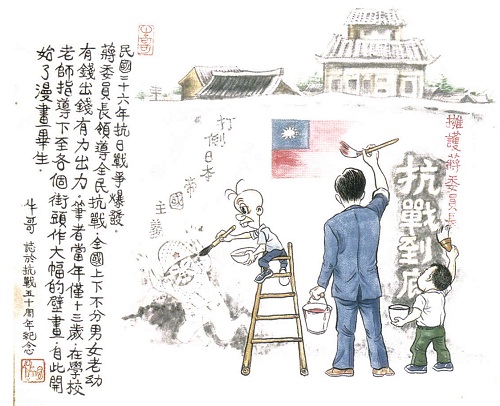 擁護蔣委員長
抗戰到底
打倒日本
帝國
主義
民國二十六年抗日戰爭爆發.
蔣委員長領導全民抗戰.全國上下不分男女老幼
有錢出錢有力出力.筆者當年僅十三歲.在學校
老師指導下至各個街頭作大幅的壁畫.自此開
始了漫畫畢生.
牛哥 誌於抗戰五十周年紀念